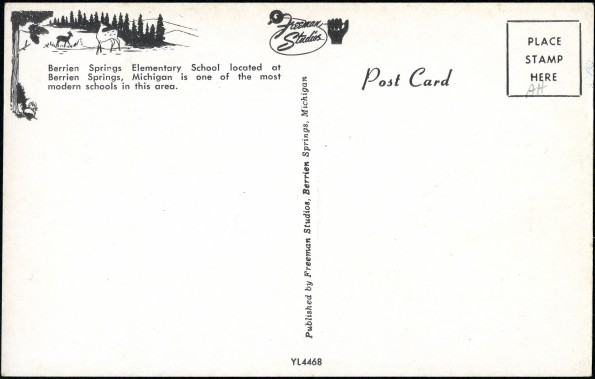 Berrien Springs Elementary School located at
Berrien Springs, Michigan is one of the most
modern schools in this area.
Freeman
Studios
Published by Freeman Studios, Berrien Springs, Michigan
Post Card
PLACE
STAMP
HERE
AH
YL4468